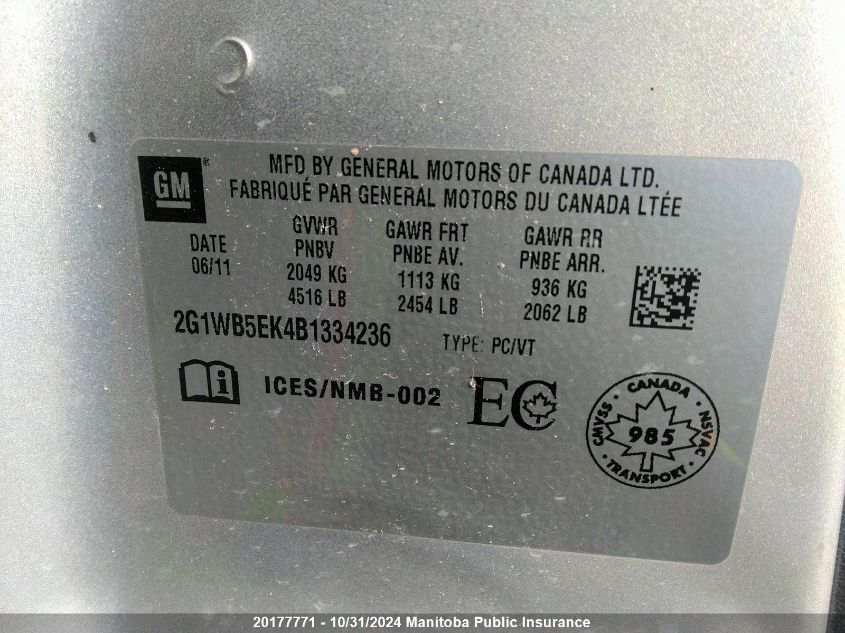 GM
MFD BY GENERAL MOTORS OF CANADA LTD.
FABRIQUÉ PAR GENERAL MOTORS DU CANADA LTÉE
DATE
06/11
GVWR
PNBV
2049 KG
4516 LB
GAWR FRT
PNBE AV.
1113 KG
2454 LB
GAWR RR
PNBE ARR.
936 KG
2062 LB
2G1WB5EK4B1334236
TYPE: PC/VT
ICES/NMB-002
EC
CANADA
CMVSS
985
NSVAC
TRANSPORT
20177771 - 10/31/2024 Manitoba Public Insurance